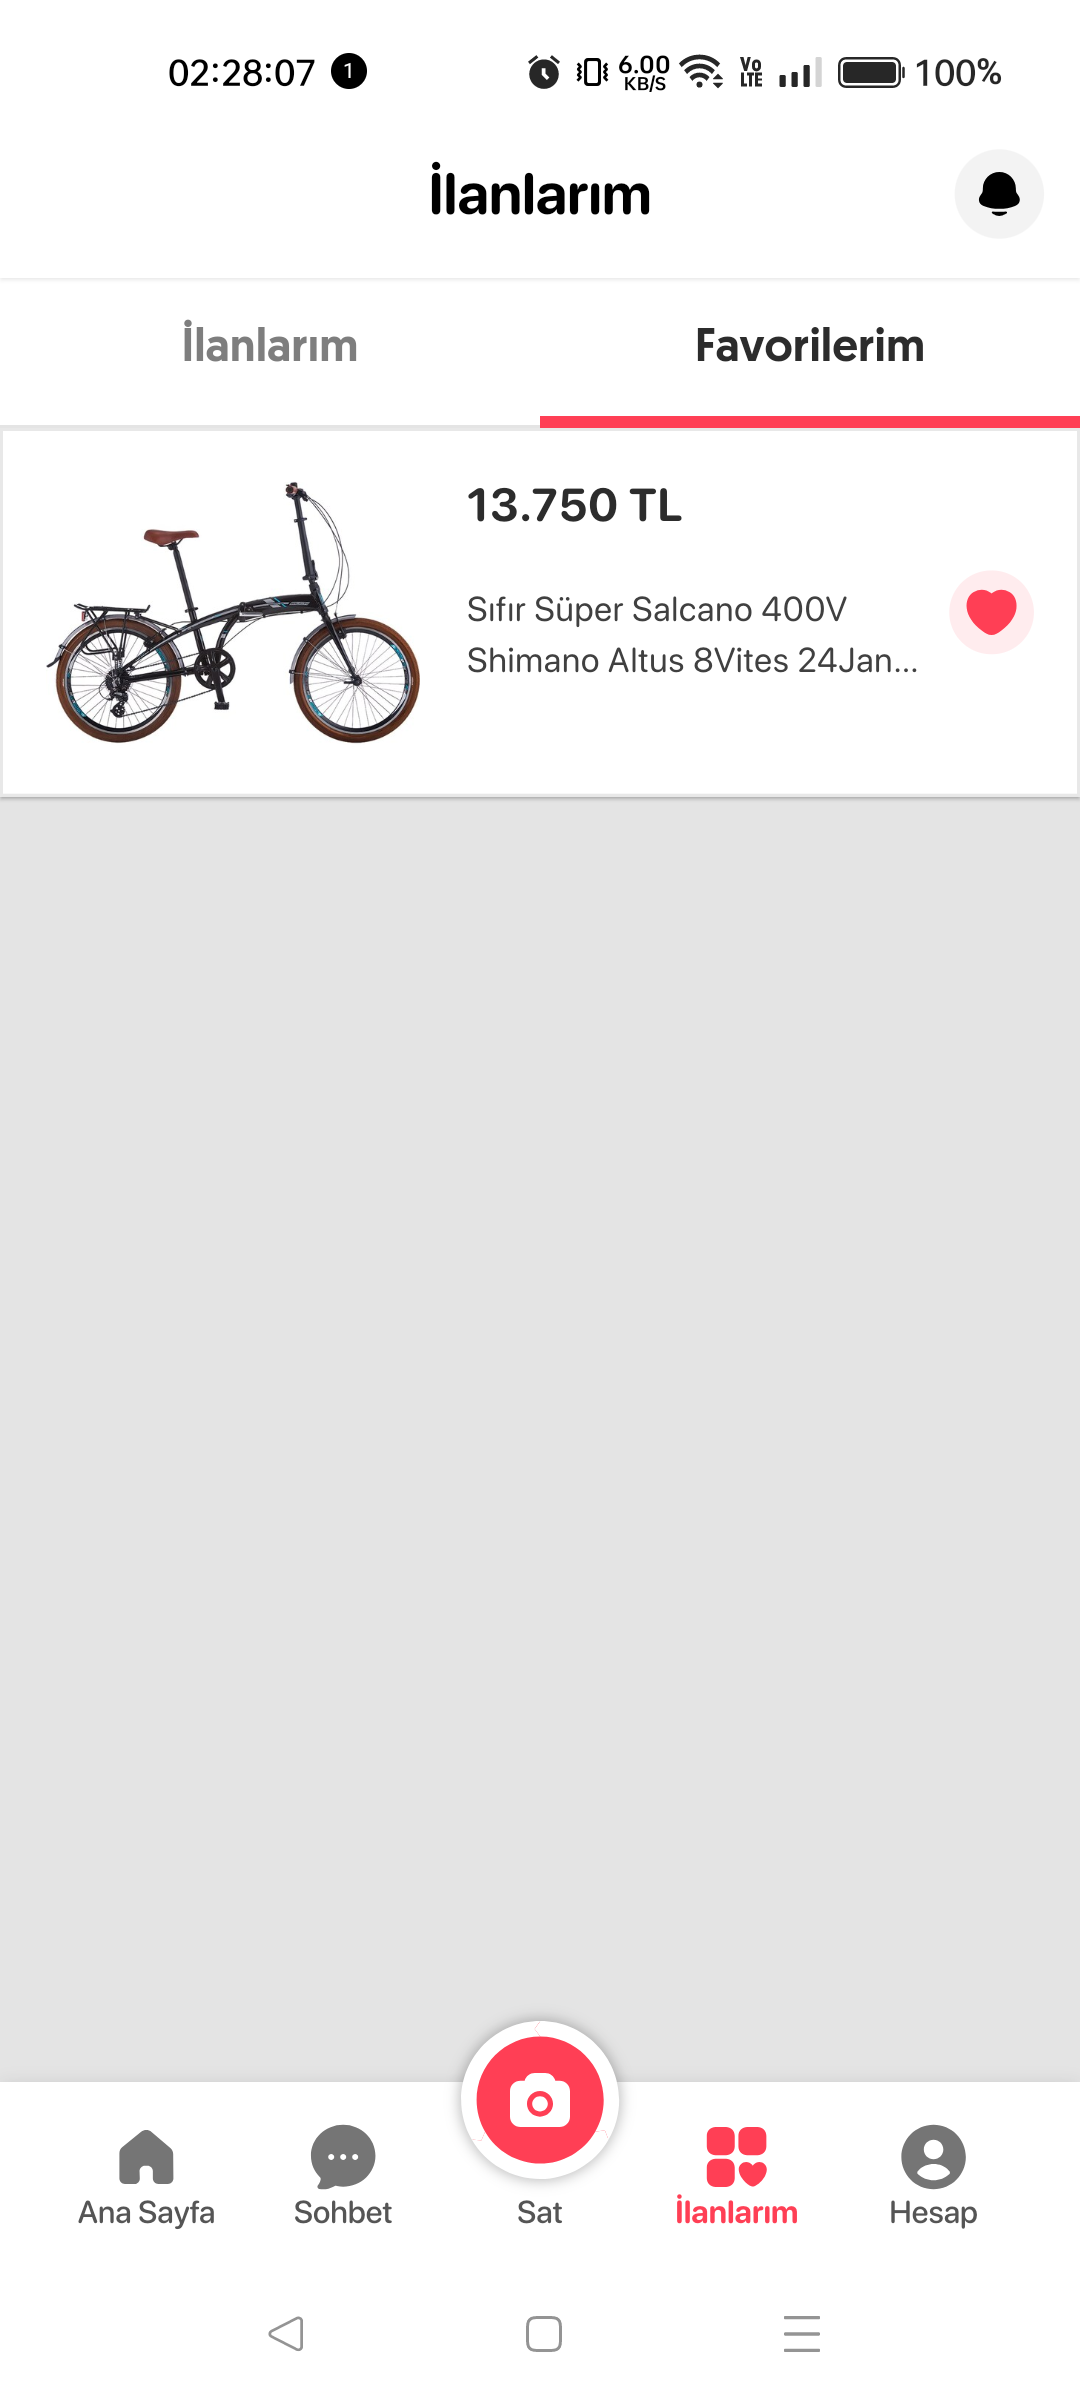 02:28:07 1 6.00 KB/S Vo LTE 100%
İlanlarım
İlanlarım Favorilerim
13.750 TL
Sıfır Süper Salcano 400V
Shimano Altus 8Vites 24Jan...
Ana Sayfa Sohbet Sat İlanlarım Hesap